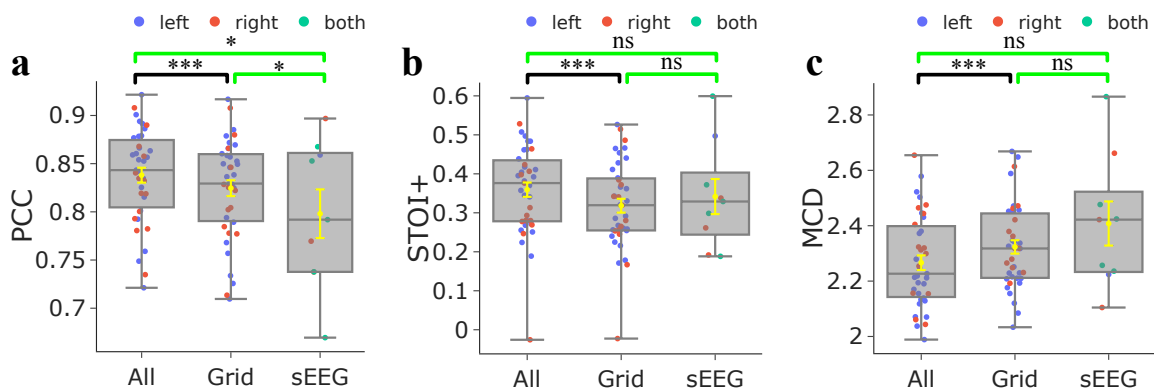 left right both
left right both
left right both
a
*
***
*
PCC
0.9
0.85
0.8
0.75
0.7
All Grid sEEG
b
ns
***
ns
STOI+
0.6
0.5
0.4
0.3
0.2
0.1
0
All Grid sEEG
c
ns
***
ns
MCD
2.8
2.6
2.4
2.2
2
All Grid sEEG